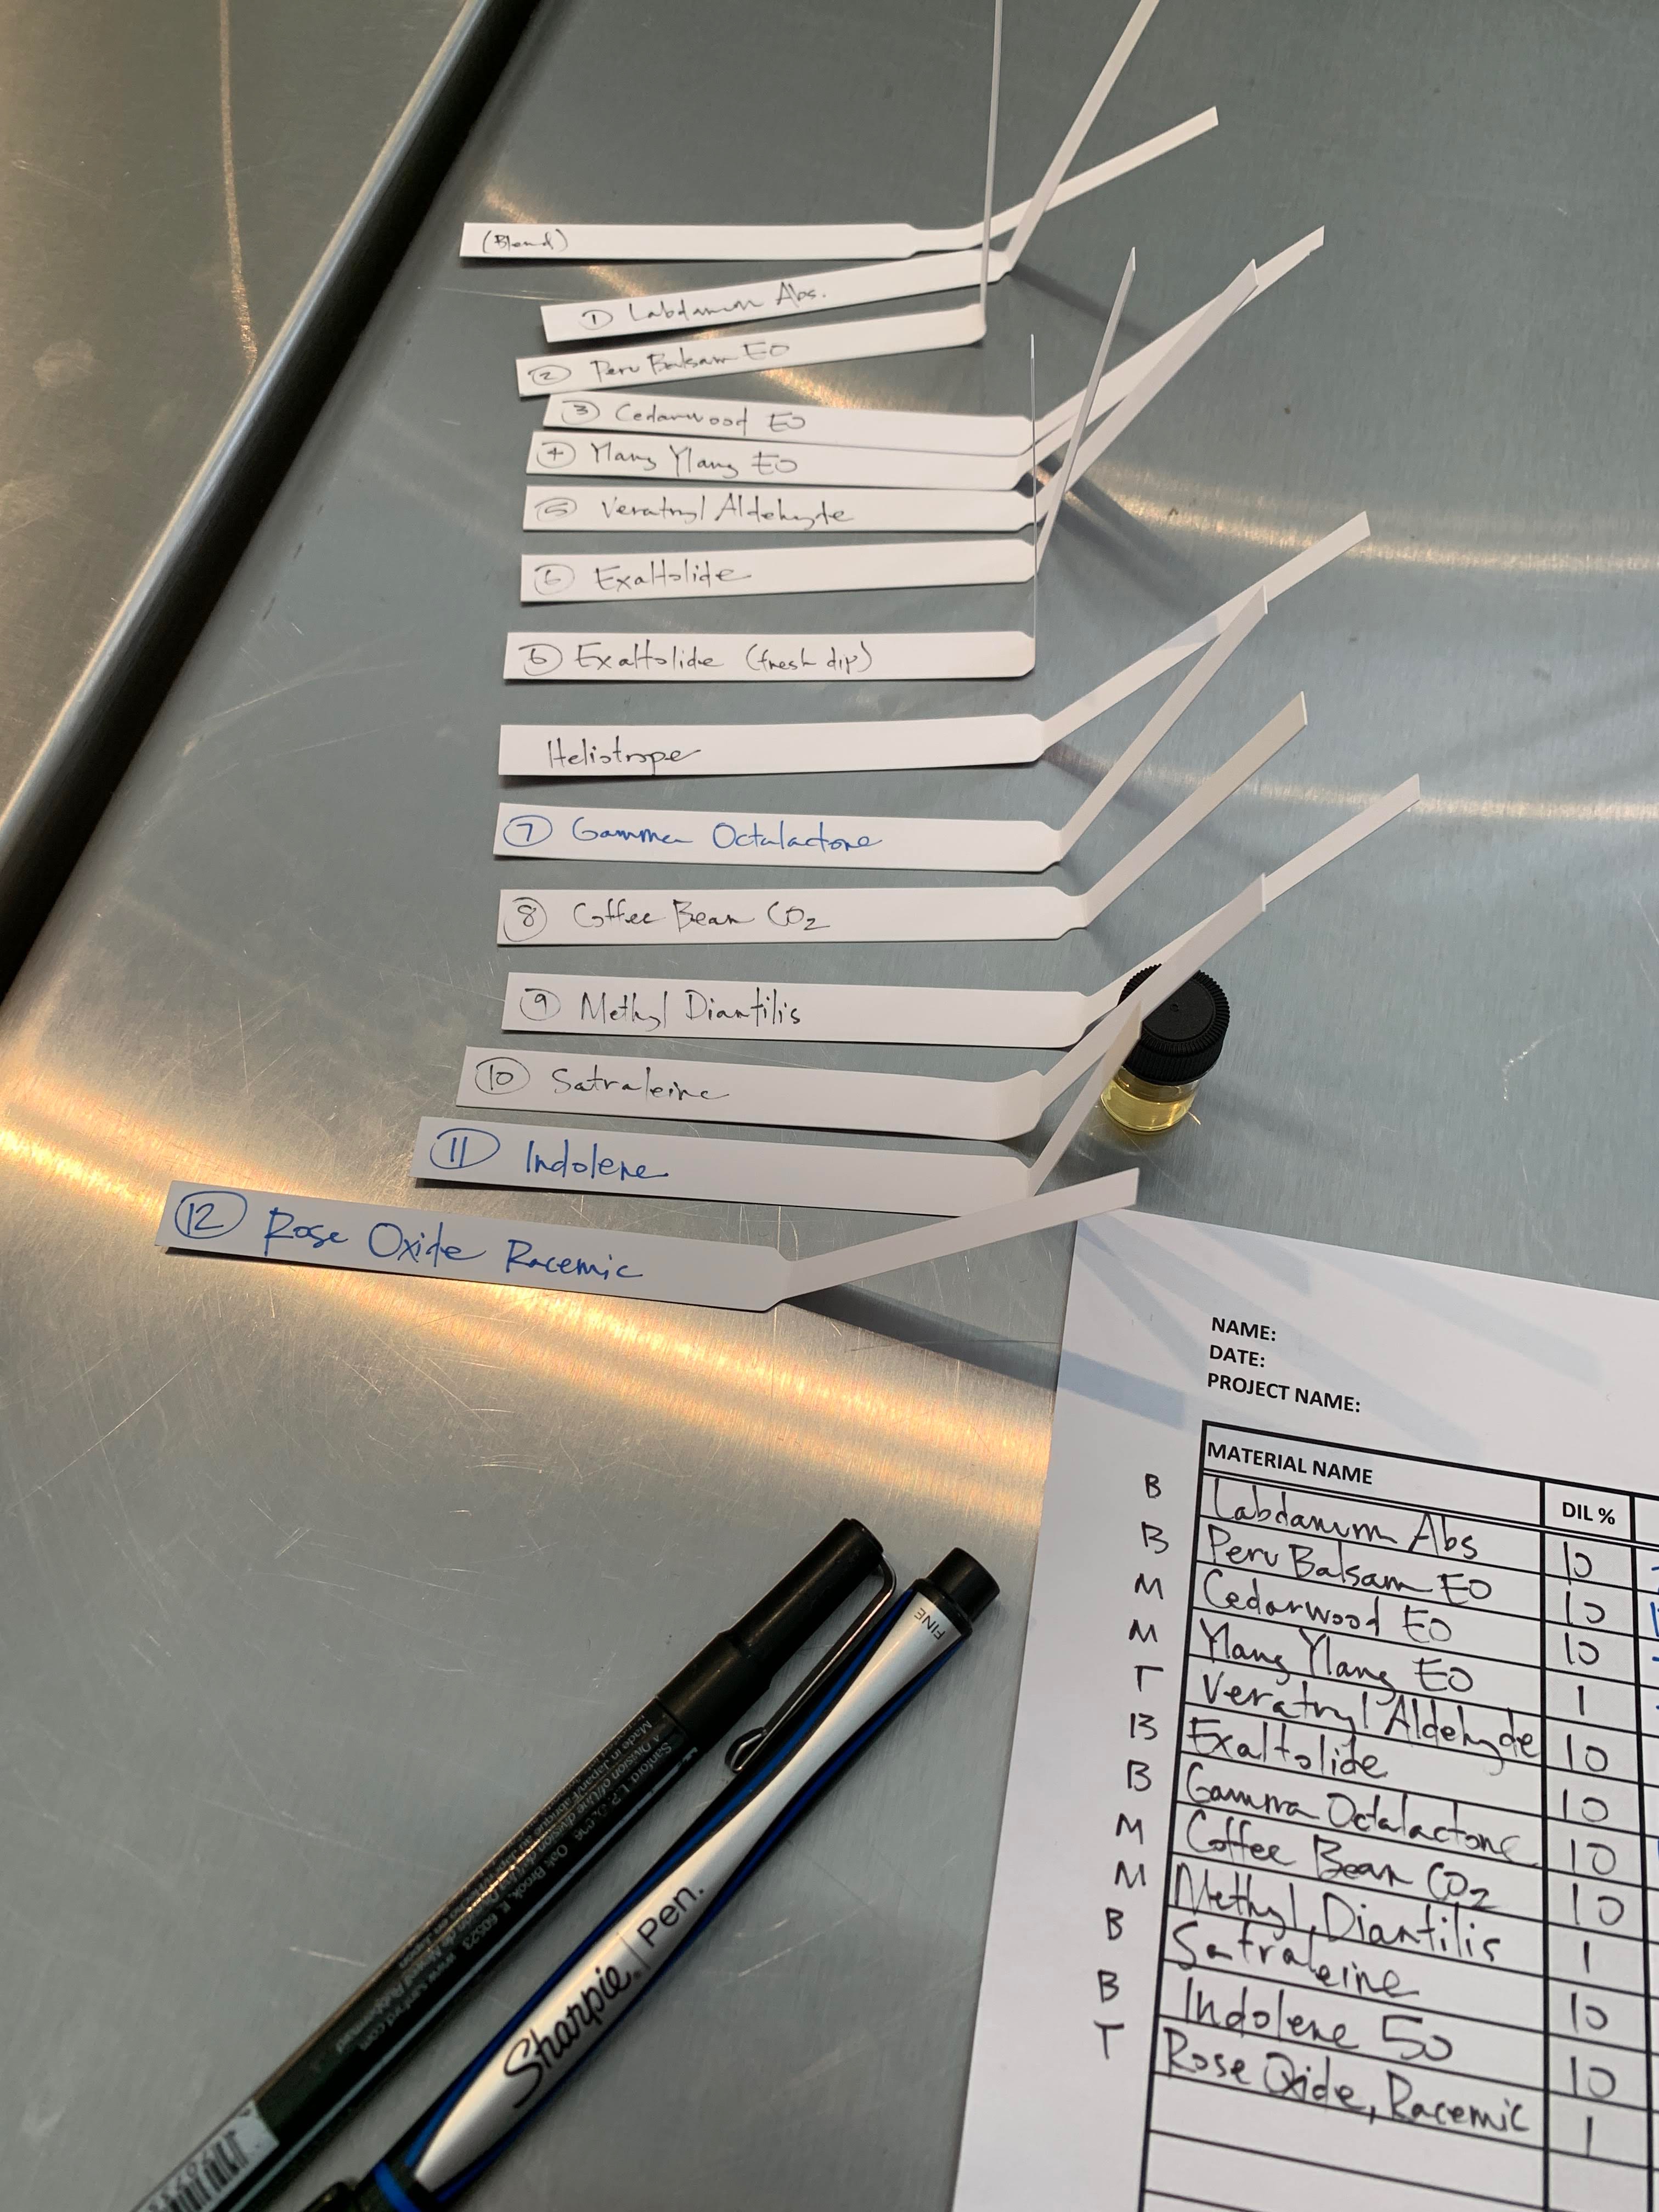 (Blend)
① Labdanum Abs.
② Peru Balsam EO
③ Cedarwood EO
④ Ylang Ylang EO
⑤ Veratryl Aldehyde
⑥ Exaltolide
⑥ Exaltolide (fresh dip)
Heliotrope
⑦ Gamma Octalactone
⑧ Coffee Bean CO2
⑨ Methyl Diantilis
⑩ Satraleine
⑪ Indolene
⑫ Rose Oxide Racemic
NAME:
DATE:
PROJECT NAME:
MATERIAL NAME DIL %
B Labdanum Abs 10
B Peru Balsam EO 10
M Cedarwood EO 10
M Ylang Ylang EO 1
T Veratryl Aldehyde 10
B Exaltolide 10
B Gamma Octalactone 10
M Coffee Bean CO2 10
M Methyl Diantilis 1
B Satraleine 10
B Indolene 50 10
T Rose Oxide, Racemic 1
FINE
Sharpie. Pen.